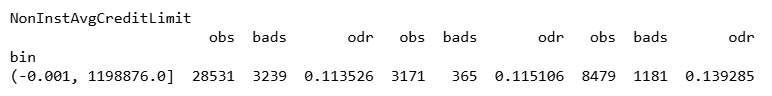 NonInstAvgCreditLimit
obs bads odr obs bads odr obs bads odr
bin
(-0.001, 1198876.0] 28531 3239 0.113526 3171 365 0.115106 8479 1181 0.139285